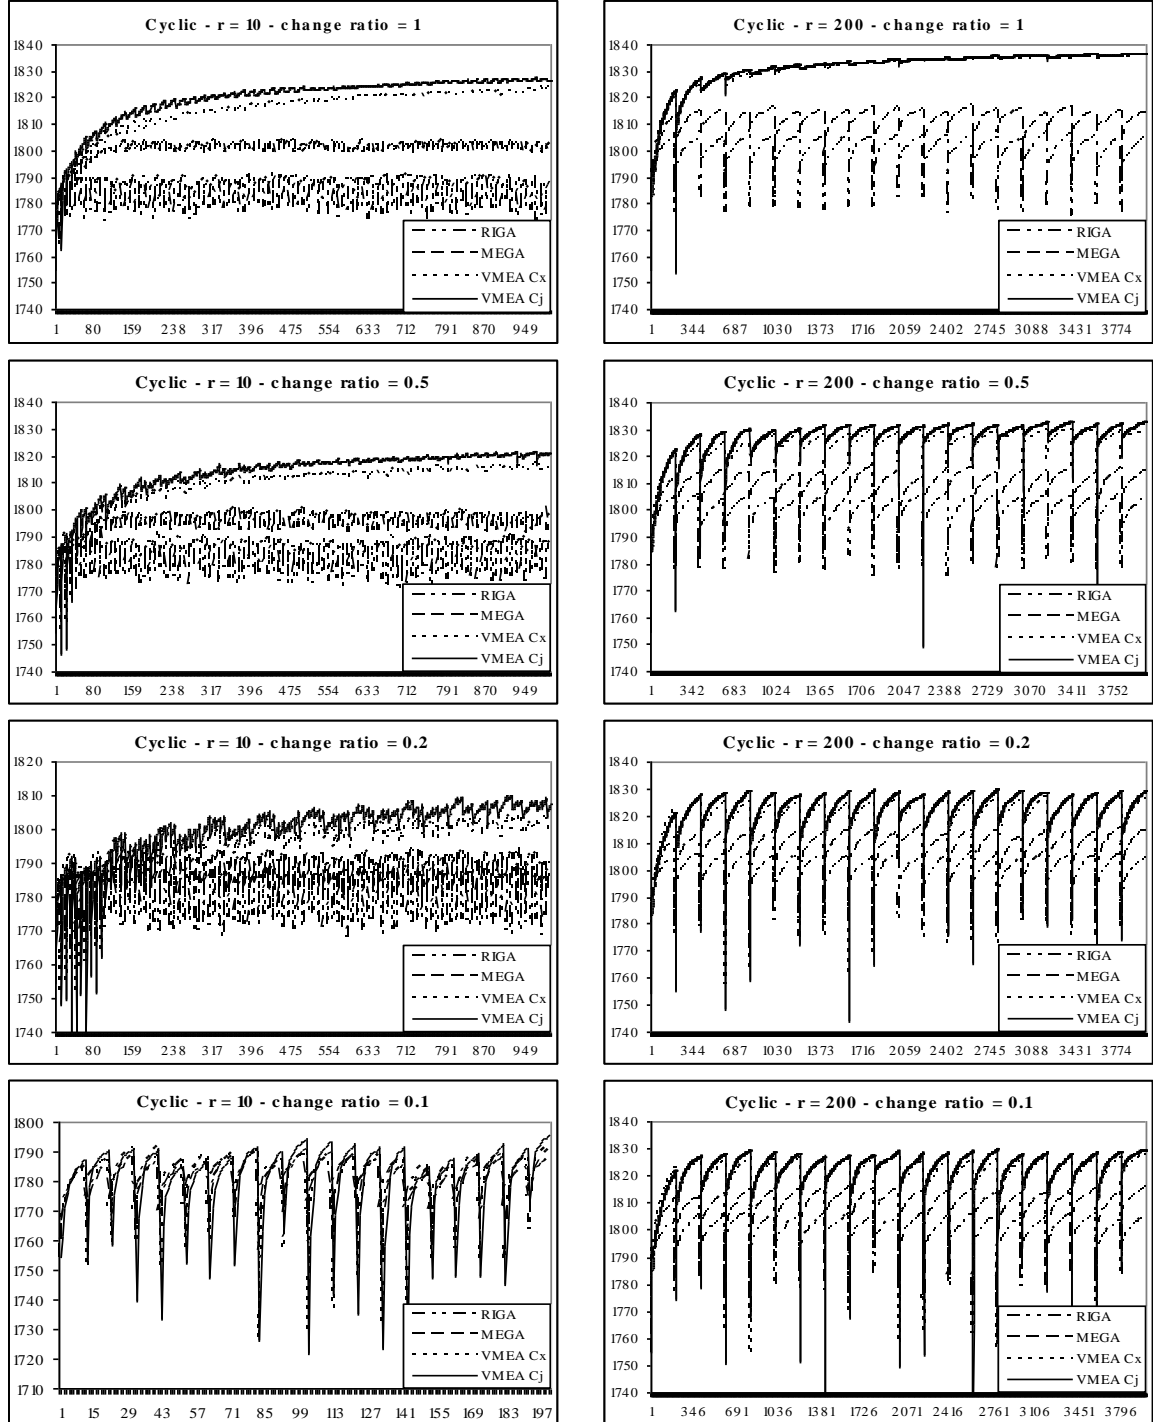 Cyclic - r = 10 - change ratio = 1
1840
1830
1820
1810
1800
1790
1780
1770
1760
1750
1740
RIGA
MEGA
VMEA Cx
VMEA Cj
1 80 159 238 317 396 475 554 633 712 791 870 949
Cyclic - r = 200 - change ratio = 1
1840
1830
1820
1810
1800
1790
1780
1770
1760
1750
1740
RIGA
MEGA
VMEA Cx
VMEA Cj
1 344 687 1030 1373 1716 2059 2402 2745 3088 3431 3774
Cyclic - r = 10 - change ratio = 0.5
1840
1830
1820
1810
1800
1790
1780
1770
1760
1750
1740
RIGA
MEGA
VMEA Cx
VMEA Cj
1 80 159 238 317 396 475 554 633 712 791 870 949
Cyclic - r = 200 - change ratio = 0.5
1840
1830
1820
1810
1800
1790
1780
1770
1760
1750
1740
RIGA
MEGA
VMEA Cx
VMEA Cj
1 342 683 1024 1365 1706 2047 2388 2729 3070 3411 3752
Cyclic - r = 10 - change ratio = 0.2
1820
1810
1800
1790
1780
1770
1760
1750
1740
RIGA
MEGA
VMEA Cx
VMEA Cj
1 80 159 238 317 396 475 554 633 712 791 870 949
Cyclic - r = 200 - change ratio = 0.2
1840
1830
1820
1810
1800
1790
1780
1770
1760
1750
1740
RIGA
MEGA
VMEA Cx
VMEA Cj
1 344 687 1030 1373 1716 2059 2402 2745 3088 3431 3774
Cyclic - r = 10 - change ratio = 0.1
1800
1790
1780
1770
1760
1750
1740
1730
1720
1710
RIGA
MEGA
VMEA Cx
VMEA Cj
1 15 29 43 57 71 85 99 113 127 141 155 169 183 197
Cyclic - r = 200 - change ratio = 0.1
1840
1830
1820
1810
1800
1790
1780
1770
1760
1750
1740
RIGA
MEGA
VMEA Cx
VMEA Cj
1 346 691 1036 1381 1726 2071 2416 2761 3106 3451 3796